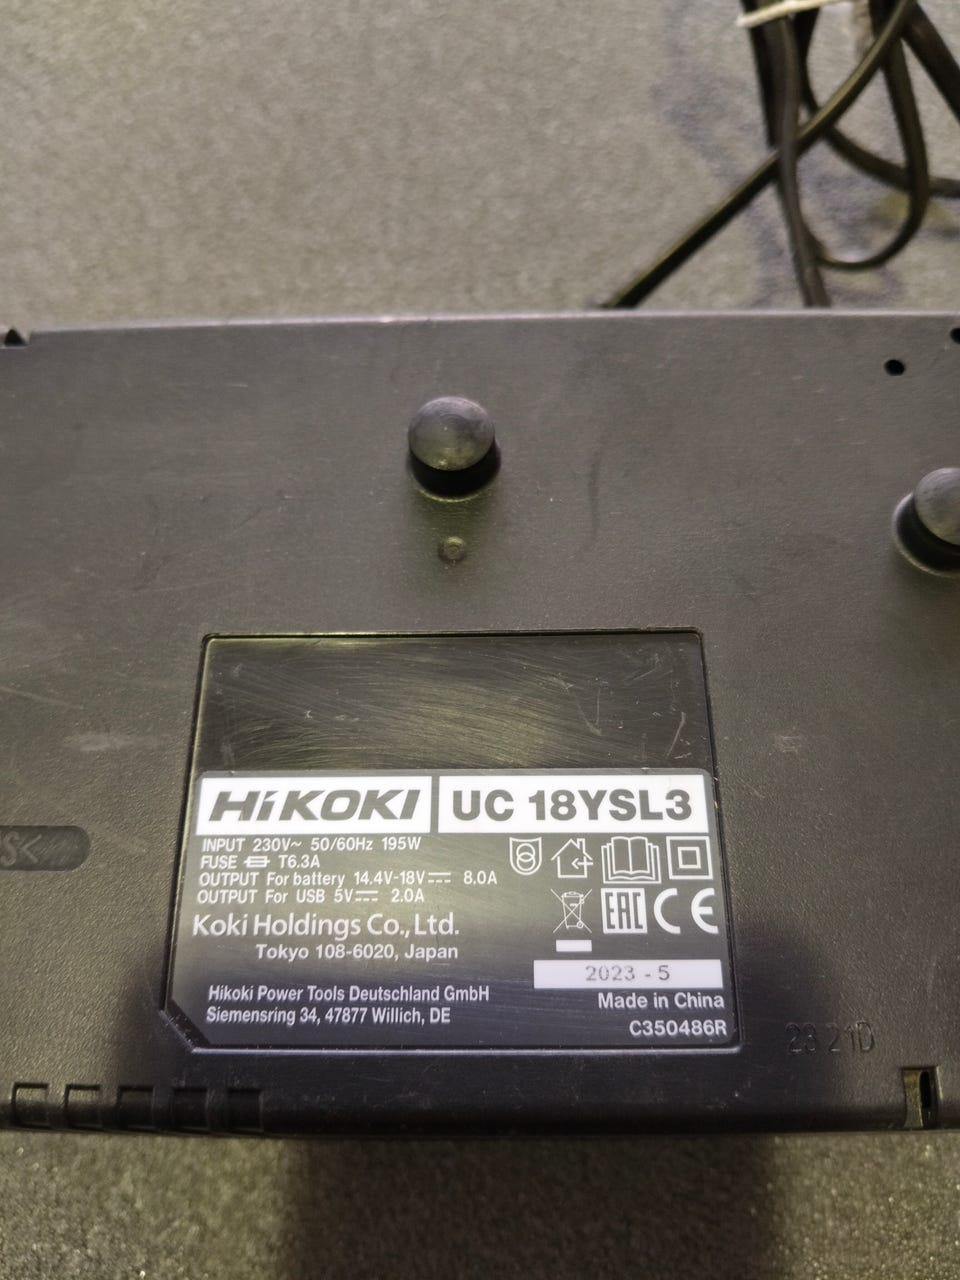 HiKOKI
UC 18YSL3
INPUT 230V~ 50/60Hz 195W
FUSE T6.3A
OUTPUT For battery 14.4V-18V⎓ 8.0A
OUTPUT For USB 5V⎓ 2.0A
Koki Holdings Co., Ltd.
Tokyo 108-6020, Japan
Hikoki Power Tools Deutschland GmbH
Siemensring 34, 47877 Willich, DE
EAC CE
2023 - 5
Made in China
C350486R
2321D